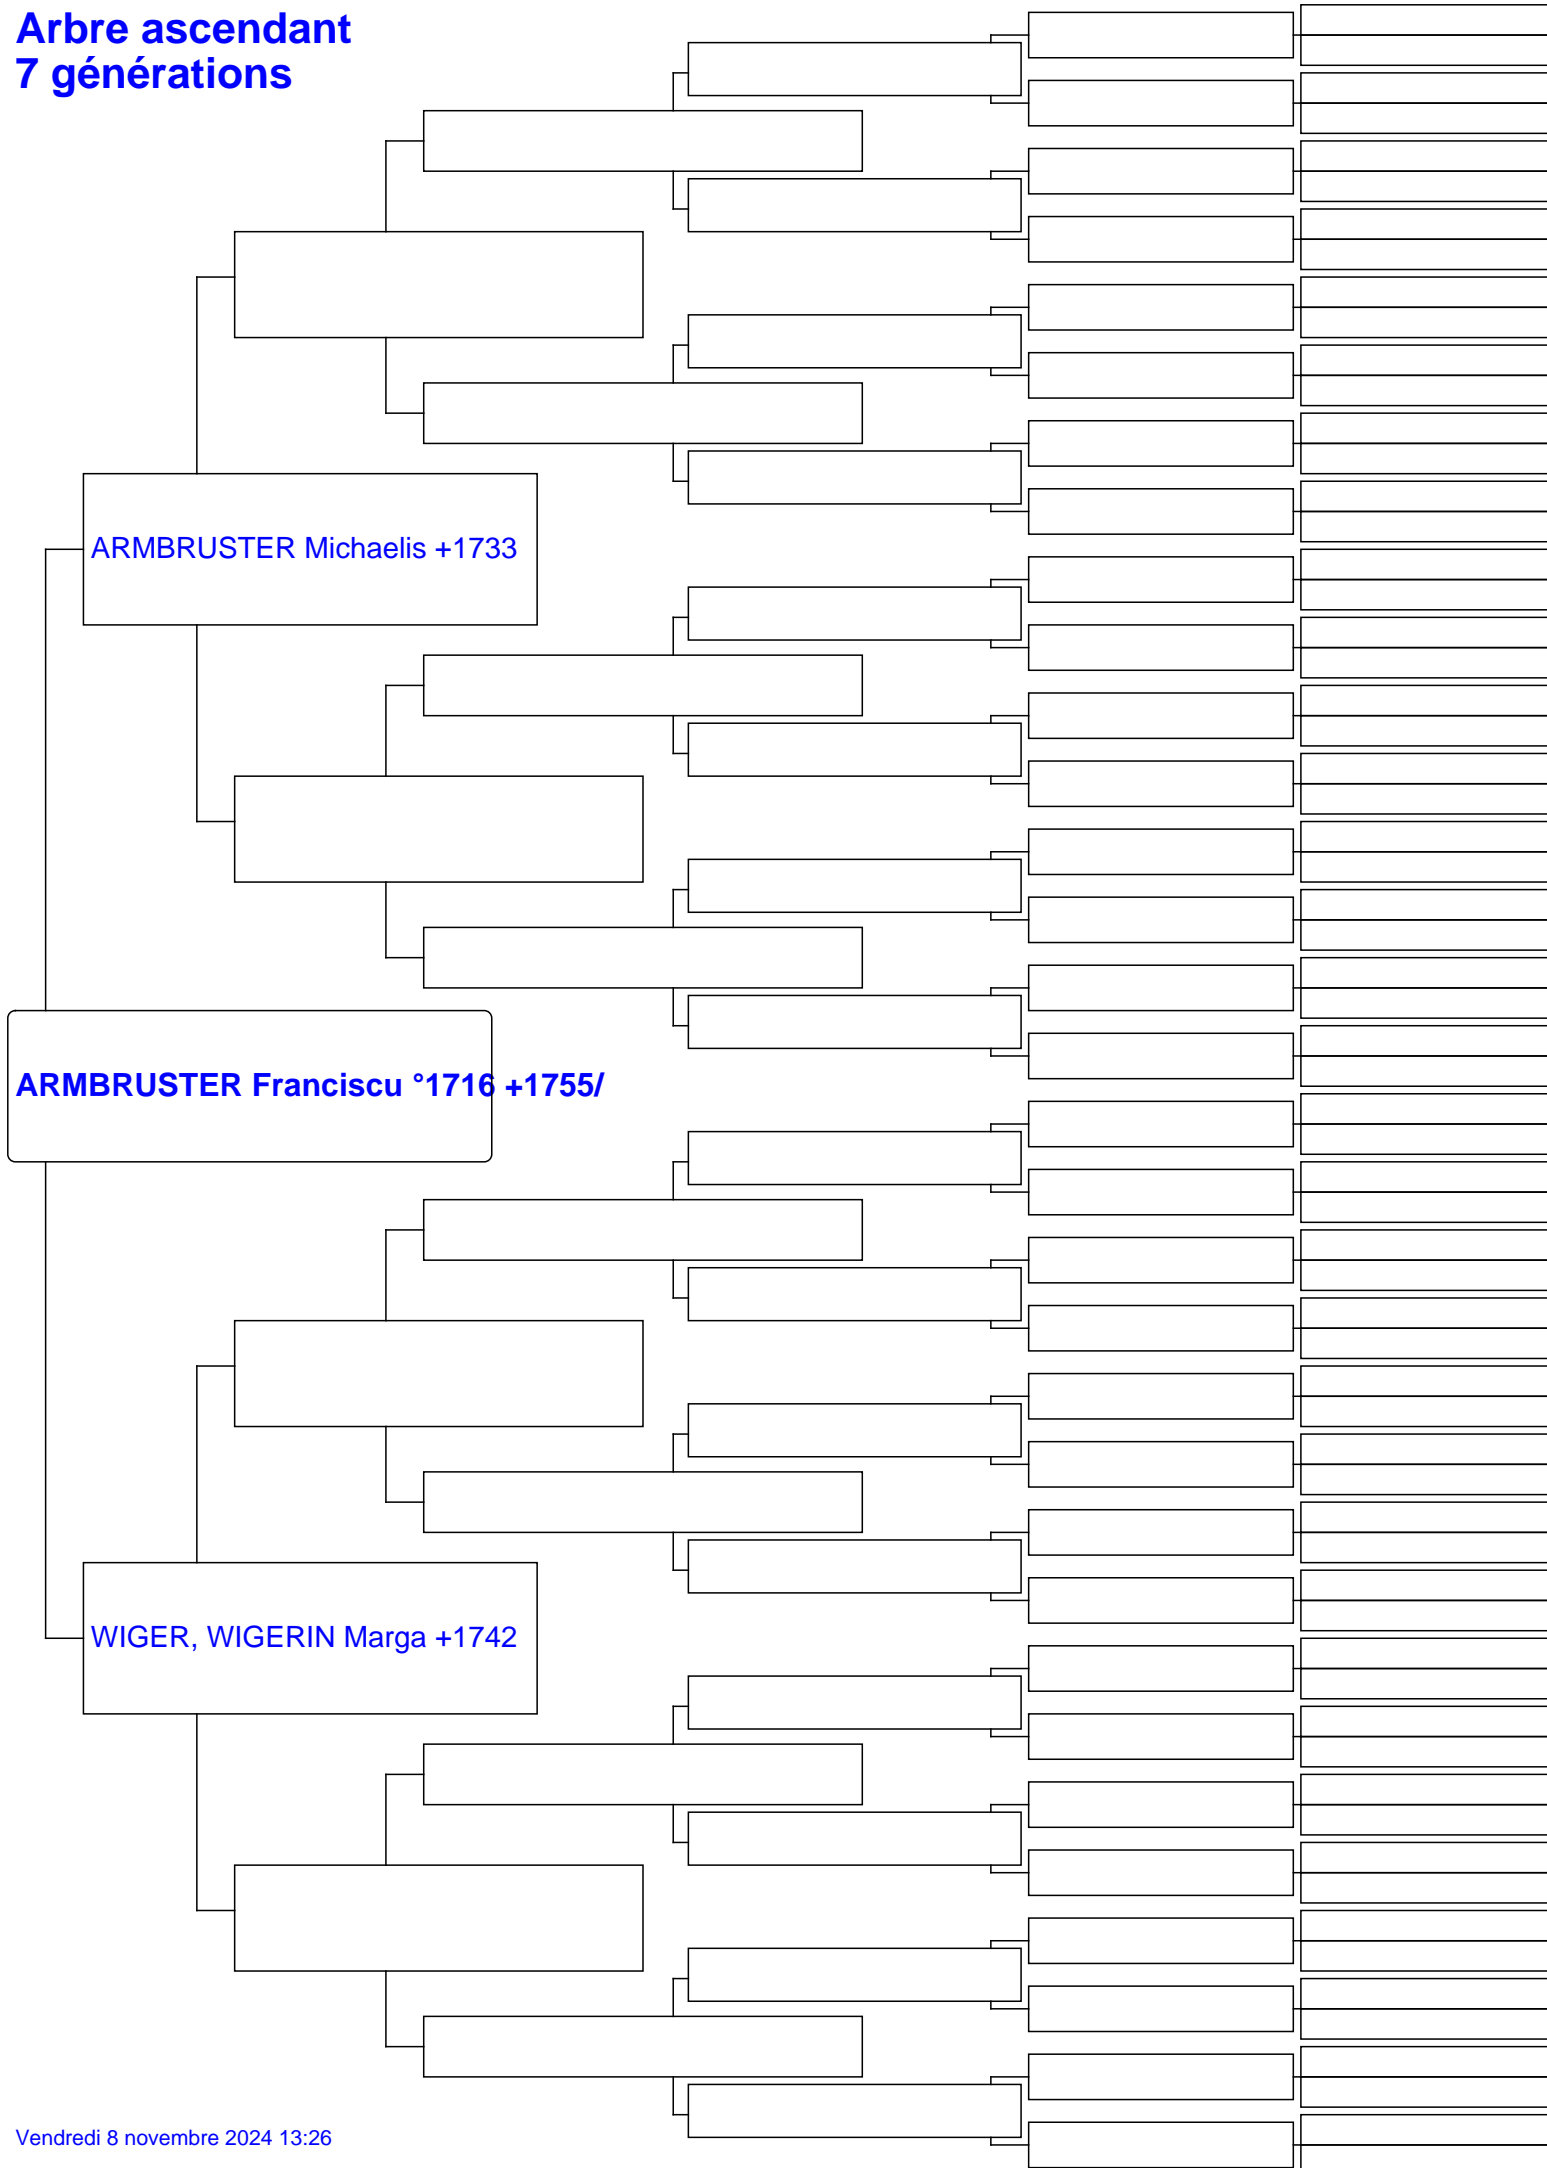 Arbre ascendant
7 générations
ARMBRUSTER Michaelis +1733
ARMBRUSTER Franciscu °1716 +1755/
WIGER, WIGERIN Marga +1742
Vendredi 8 novembre 2024 13:26